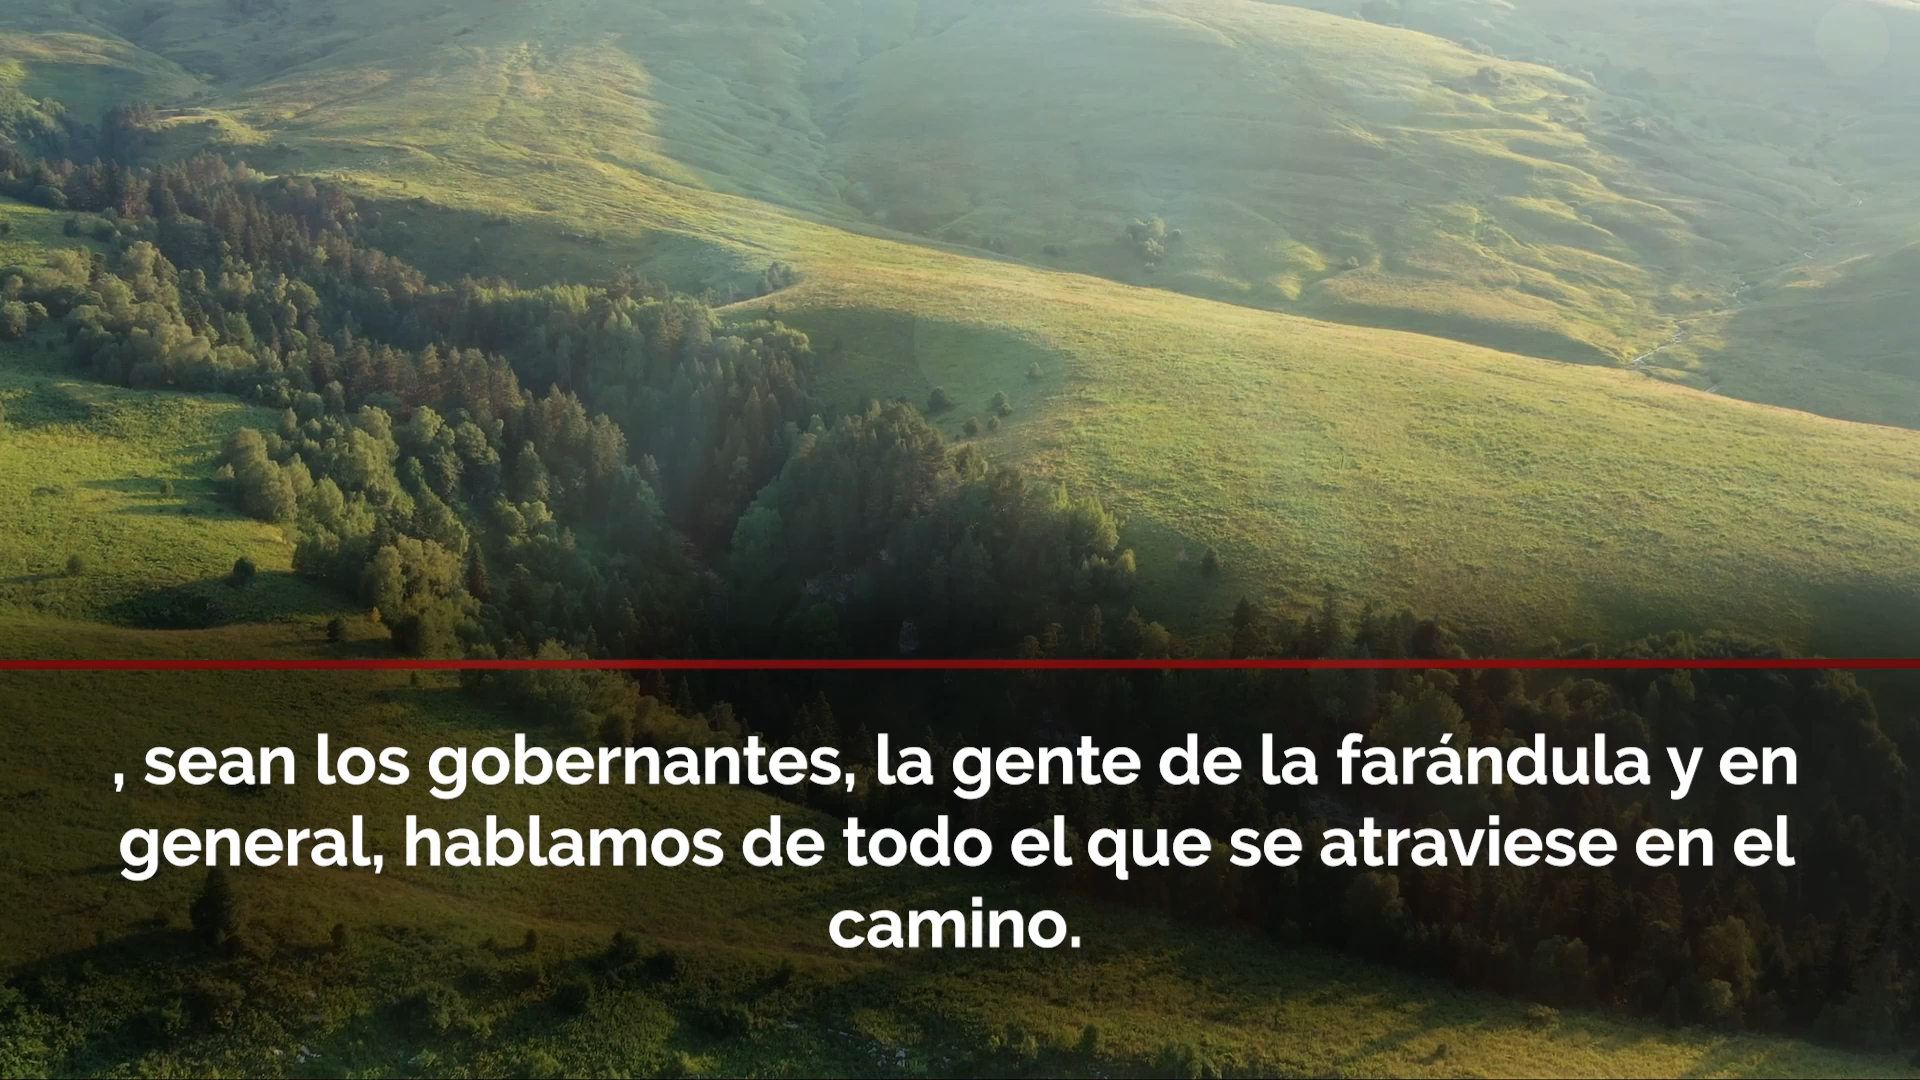 , sean los gobernantes, la gente de la farándula y en
general, hablamos de todo el que se atraviese en el
camino.